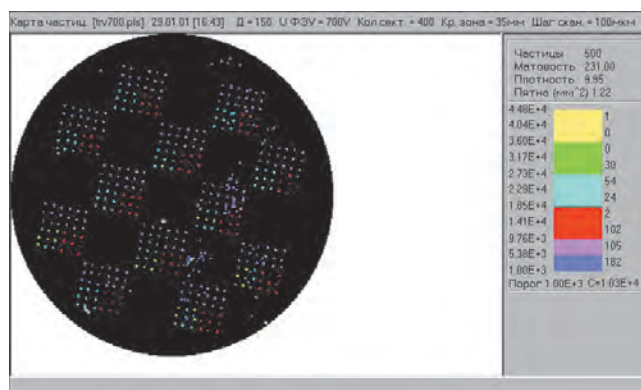 Карта частиц. [trv700.pls] 29.01.01 [16:43] Д = 150 U ФЭУ = 700V Кол.сект. = 400 Кр. зона = 35мм Шаг скан. = 100мкм
Частицы 500
Матовость 231.00
Плотность 9.95
Пятна (мм^2) 1.22
4.48E+4
1
4.04E+4
0
3.60E+4
0
3.17E+4
30
2.73E+4
54
2.29E+4
24
1.85E+4
2
1.41E+4
102
9.76E+3
105
5.38E+3
182
1.00E+3
Порог 1.00E+3 C=1.03E+4